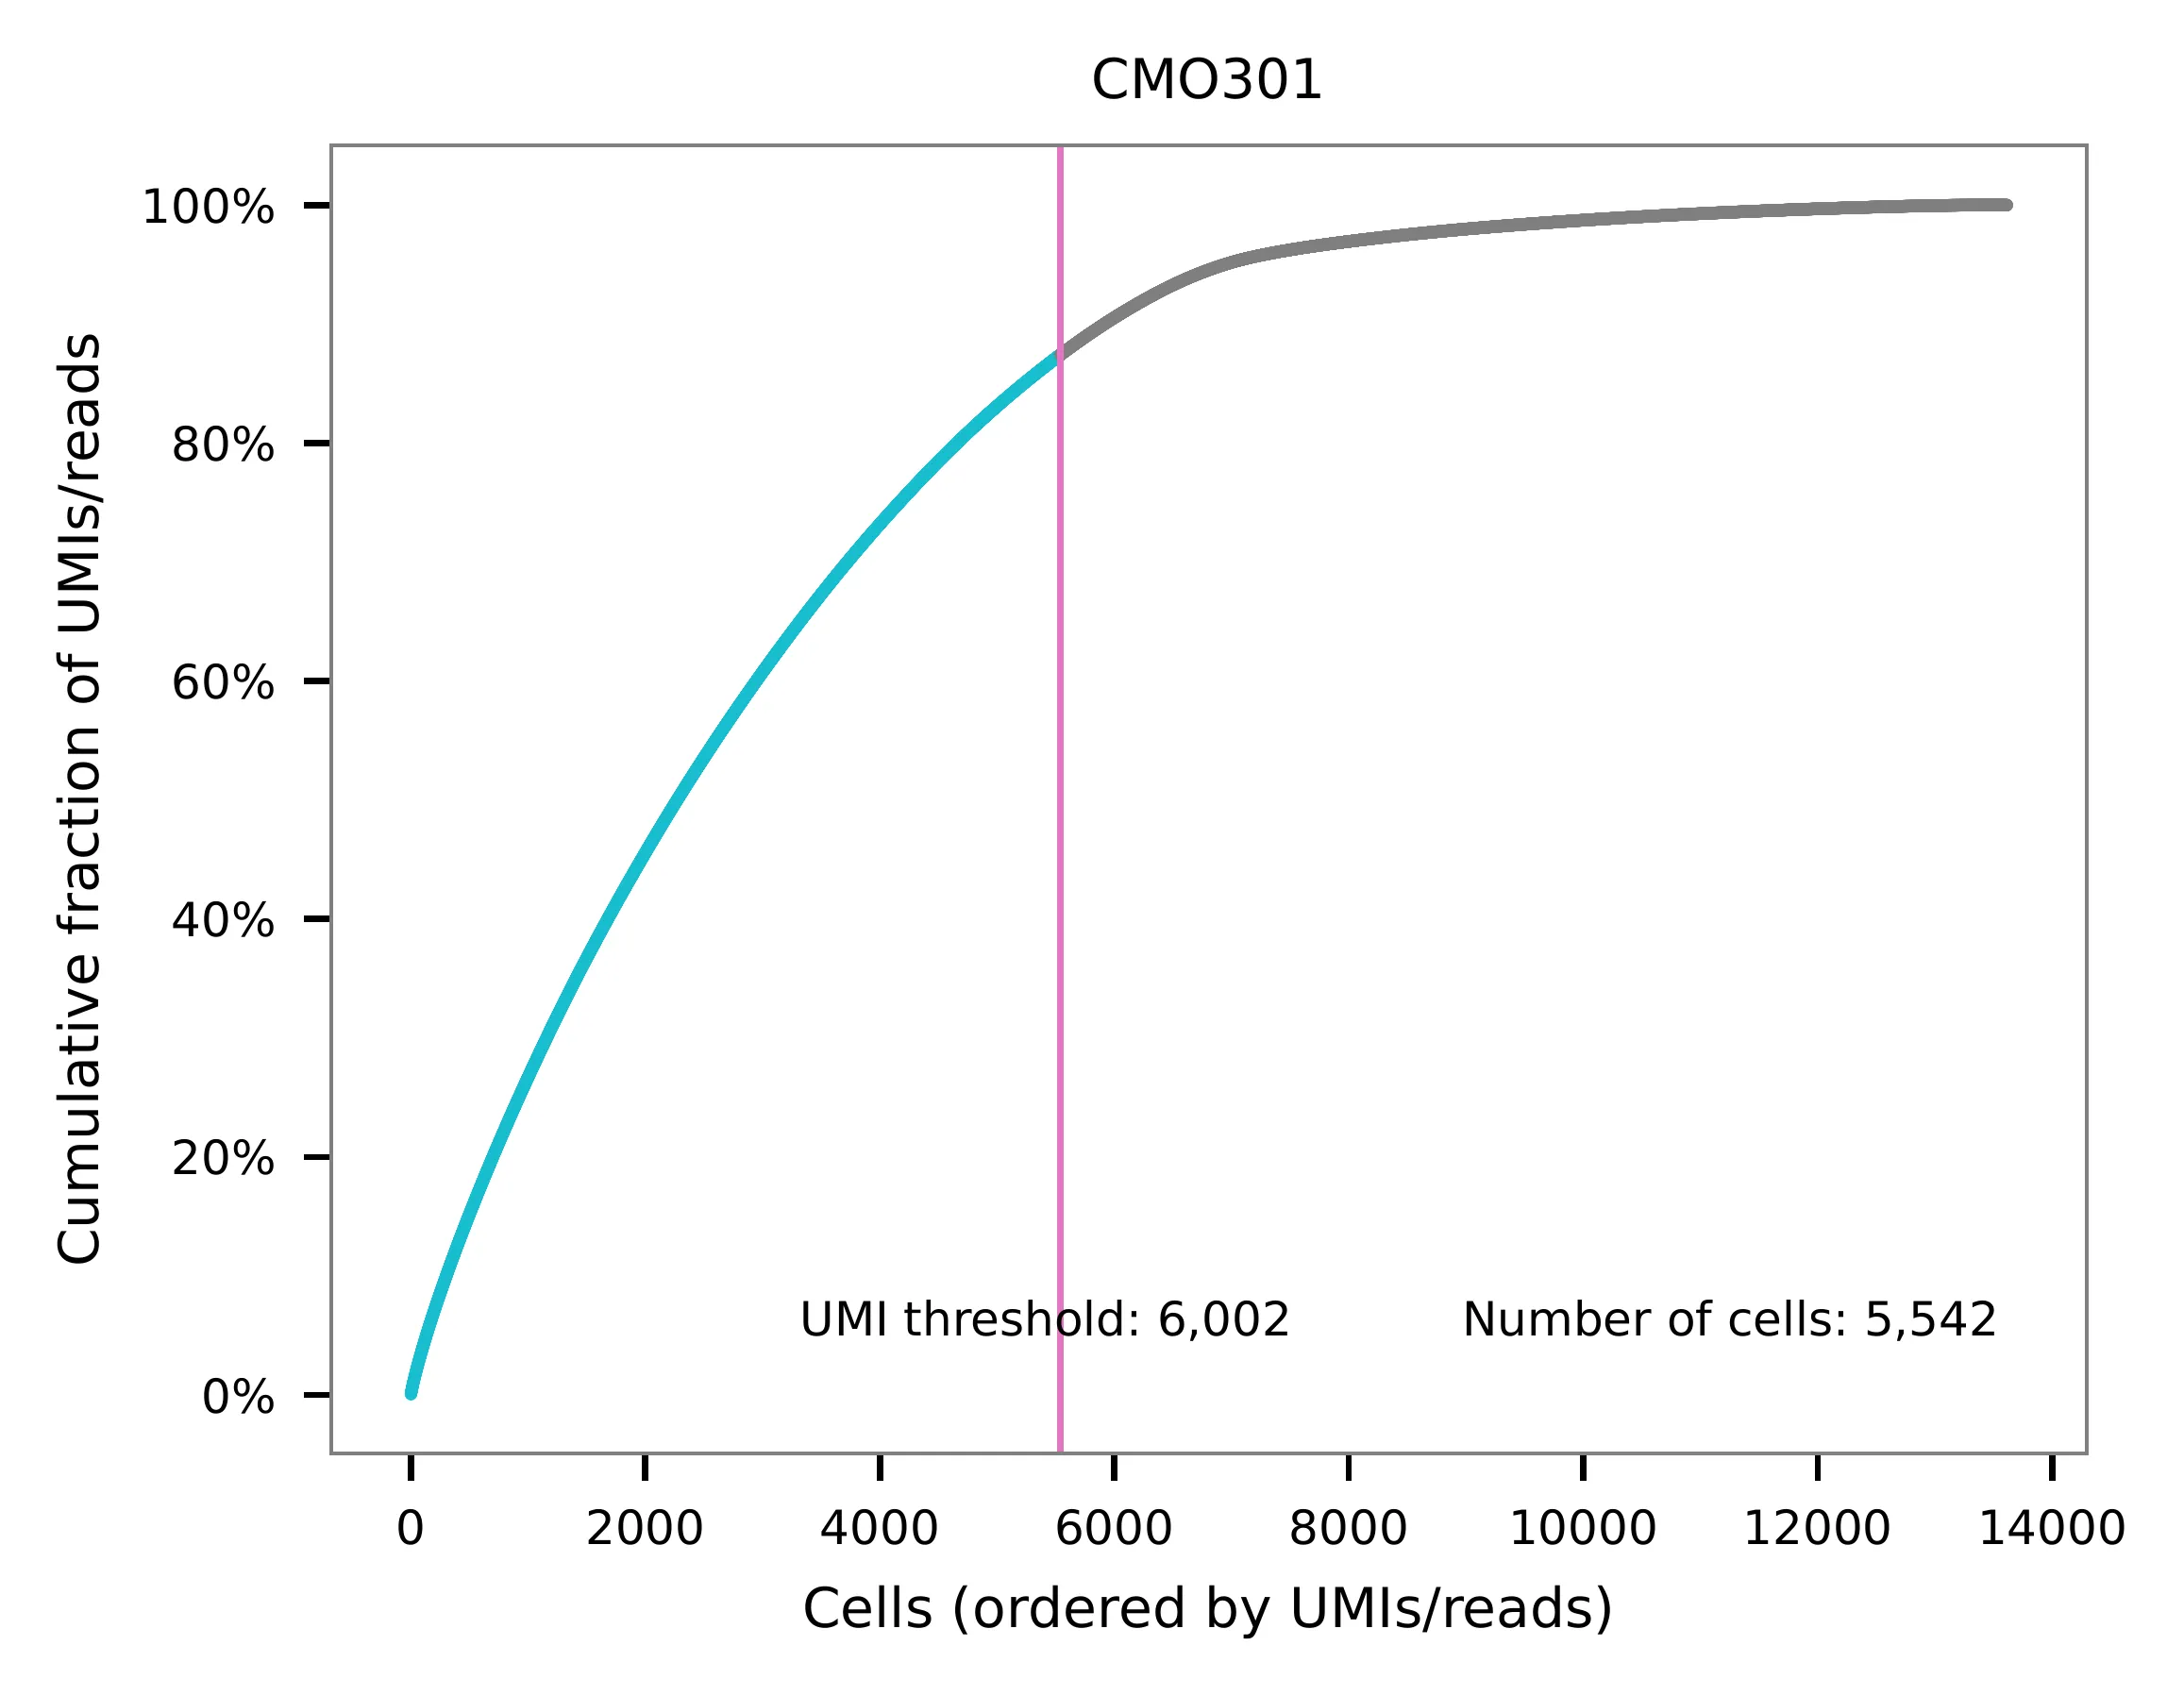 CMO301
Cumulative fraction of UMIs/reads
100%
80%
60%
40%
20%
0%
UMI threshold: 6,002
Number of cells: 5,542
0 2000 4000 6000 8000 10000 12000 14000
Cells (ordered by UMIs/reads)